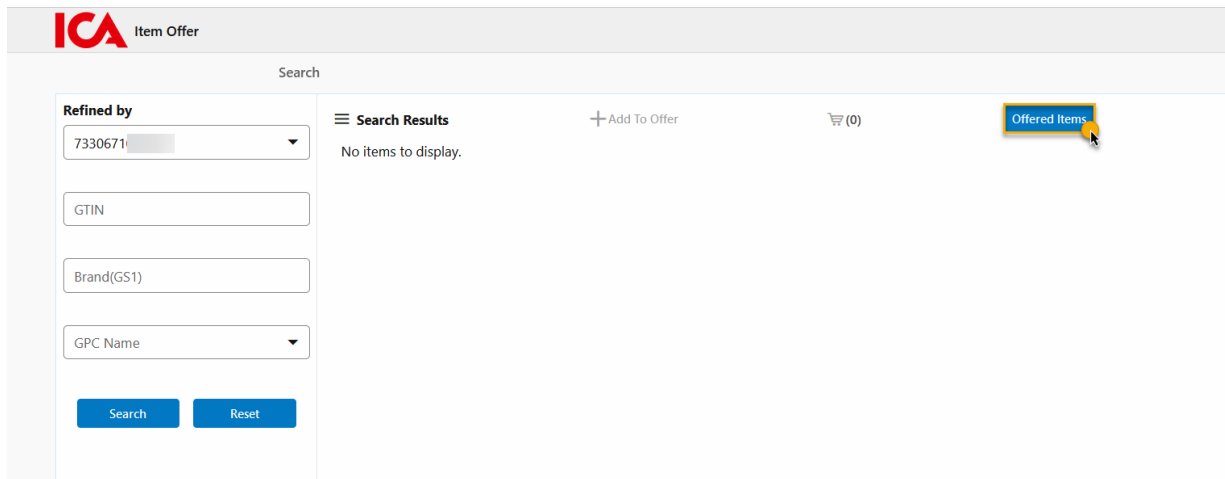 ICA Item Offer
Search
Refined by
7330671
GTIN
Brand(GS1)
GPC Name
Search Reset
Search Results
Add To Offer
(0)
Offered Items
No items to display.